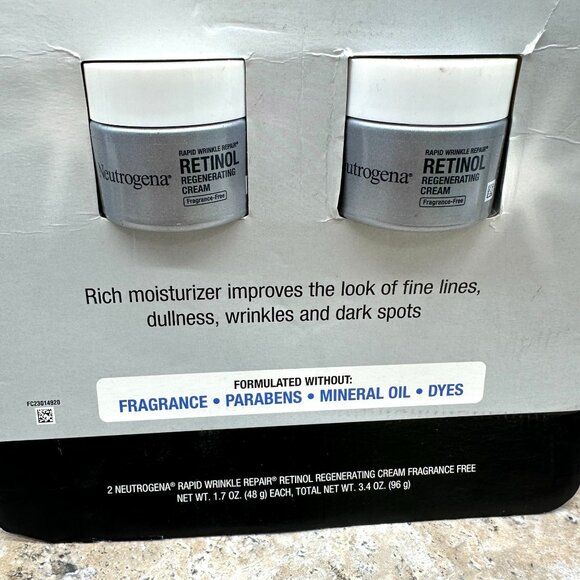 Neutrogena®
RAPID WRINKLE REPAIR®
RETINOL
REGENERATING
CREAM
Fragrance-Free
utrogena®
RAPID WRINKLE REPAIR®
RETINOL
REGENERATING
CREAM
Fragrance-Free
Rich moisturizer improves the look of fine lines,
dullness, wrinkles and dark spots
FORMULATED WITHOUT:
FRAGRANCE • PARABENS • MINERAL OIL • DYES
FC23014920
2 NEUTROGENA® RAPID WRINKLE REPAIR® RETINOL REGENERATING CREAM FRAGRANCE FREE
NET WT. 1.7 OZ. (48 g) EACH, TOTAL NET WT. 3.4 OZ. (96 g)